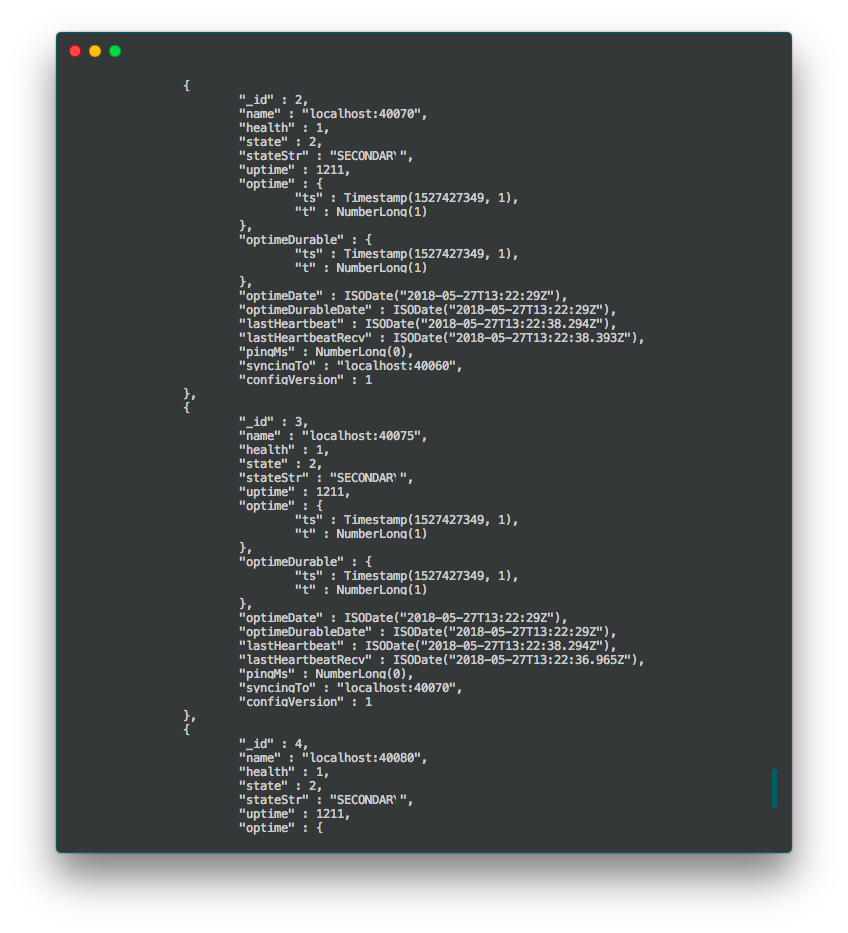 {
"_id" : 2,
"name" : "localhost:40070",
"health" : 1,
"state" : 2,
"stateStr" : "SECONDARY",
"uptime" : 1211,
"optime" : {
"ts" : Timestamp(1527427349, 1),
"t" : NumberLong(1)
},
"optimeDurable" : {
"ts" : Timestamp(1527427349, 1),
"t" : NumberLong(1)
},
"optimeDate" : ISODate("2018-05-27T13:22:29Z"),
"optimeDurableDate" : ISODate("2018-05-27T13:22:29Z"),
"lastHeartbeat" : ISODate("2018-05-27T13:22:38.294Z"),
"lastHeartbeatRecv" : ISODate("2018-05-27T13:22:38.393Z"),
"pingMs" : NumberLong(0),
"syncingTo" : "localhost:40060",
"configVersion" : 1
},
{
"_id" : 3,
"name" : "localhost:40075",
"health" : 1,
"state" : 2,
"stateStr" : "SECONDARY",
"uptime" : 1211,
"optime" : {
"ts" : Timestamp(1527427349, 1),
"t" : NumberLong(1)
},
"optimeDurable" : {
"ts" : Timestamp(1527427349, 1),
"t" : NumberLong(1)
},
"optimeDate" : ISODate("2018-05-27T13:22:29Z"),
"optimeDurableDate" : ISODate("2018-05-27T13:22:29Z"),
"lastHeartbeat" : ISODate("2018-05-27T13:22:38.294Z"),
"lastHeartbeatRecv" : ISODate("2018-05-27T13:22:36.965Z"),
"pingMs" : NumberLong(0),
"syncingTo" : "localhost:40070",
"configVersion" : 1
},
{
"_id" : 4,
"name" : "localhost:40080",
"health" : 1,
"state" : 2,
"stateStr" : "SECONDARY",
"uptime" : 1211,
"optime" : {